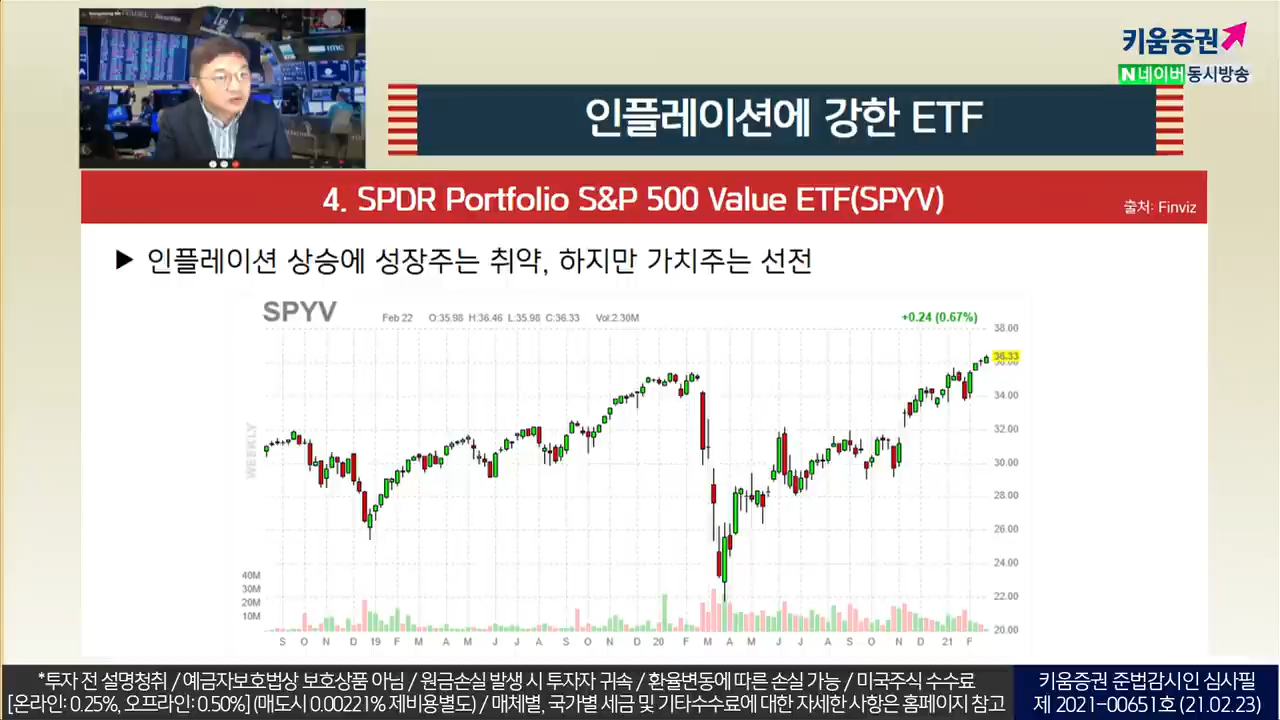 키움증권
N네이버 동시방송
인플레이션에 강한 ETF
4. SPDR Portfolio S&P 500 Value ETF(SPYV)
출처: Finviz
▶ 인플레이션 상승에 성장주는 취약, 하지만 가치주는 선전
SPYV
Feb 22 O:35.98 H:36.46 L:35.98 C:36.33 Vol:2.30M
+0.24 (0.67%)
38.00
36.33
36.00
34.00
32.00
30.00
28.00
26.00
24.00
22.00
20.00
WEEKLY
40M
30M
20M
10M
S O N D 19 F M A M J J A S O N D 20 F M A M J J A S O N D 21 F
*투자 전 설명청취 / 예금자보호법상 보호상품 아님 / 원금손실 발생 시 투자자 귀속 / 환율변동에 따른 손실 가능 / 미국주식 수수료
[온라인: 0.25%, 오프라인: 0.50%] (매도시 0.00221% 제비용별도) / 매체별, 국가별 세금 및 기타수수료에 대한 자세한 사항은 홈페이지 참고
키움증권 준법감시인 심사필
제 2021-00651호 (21.02.23)